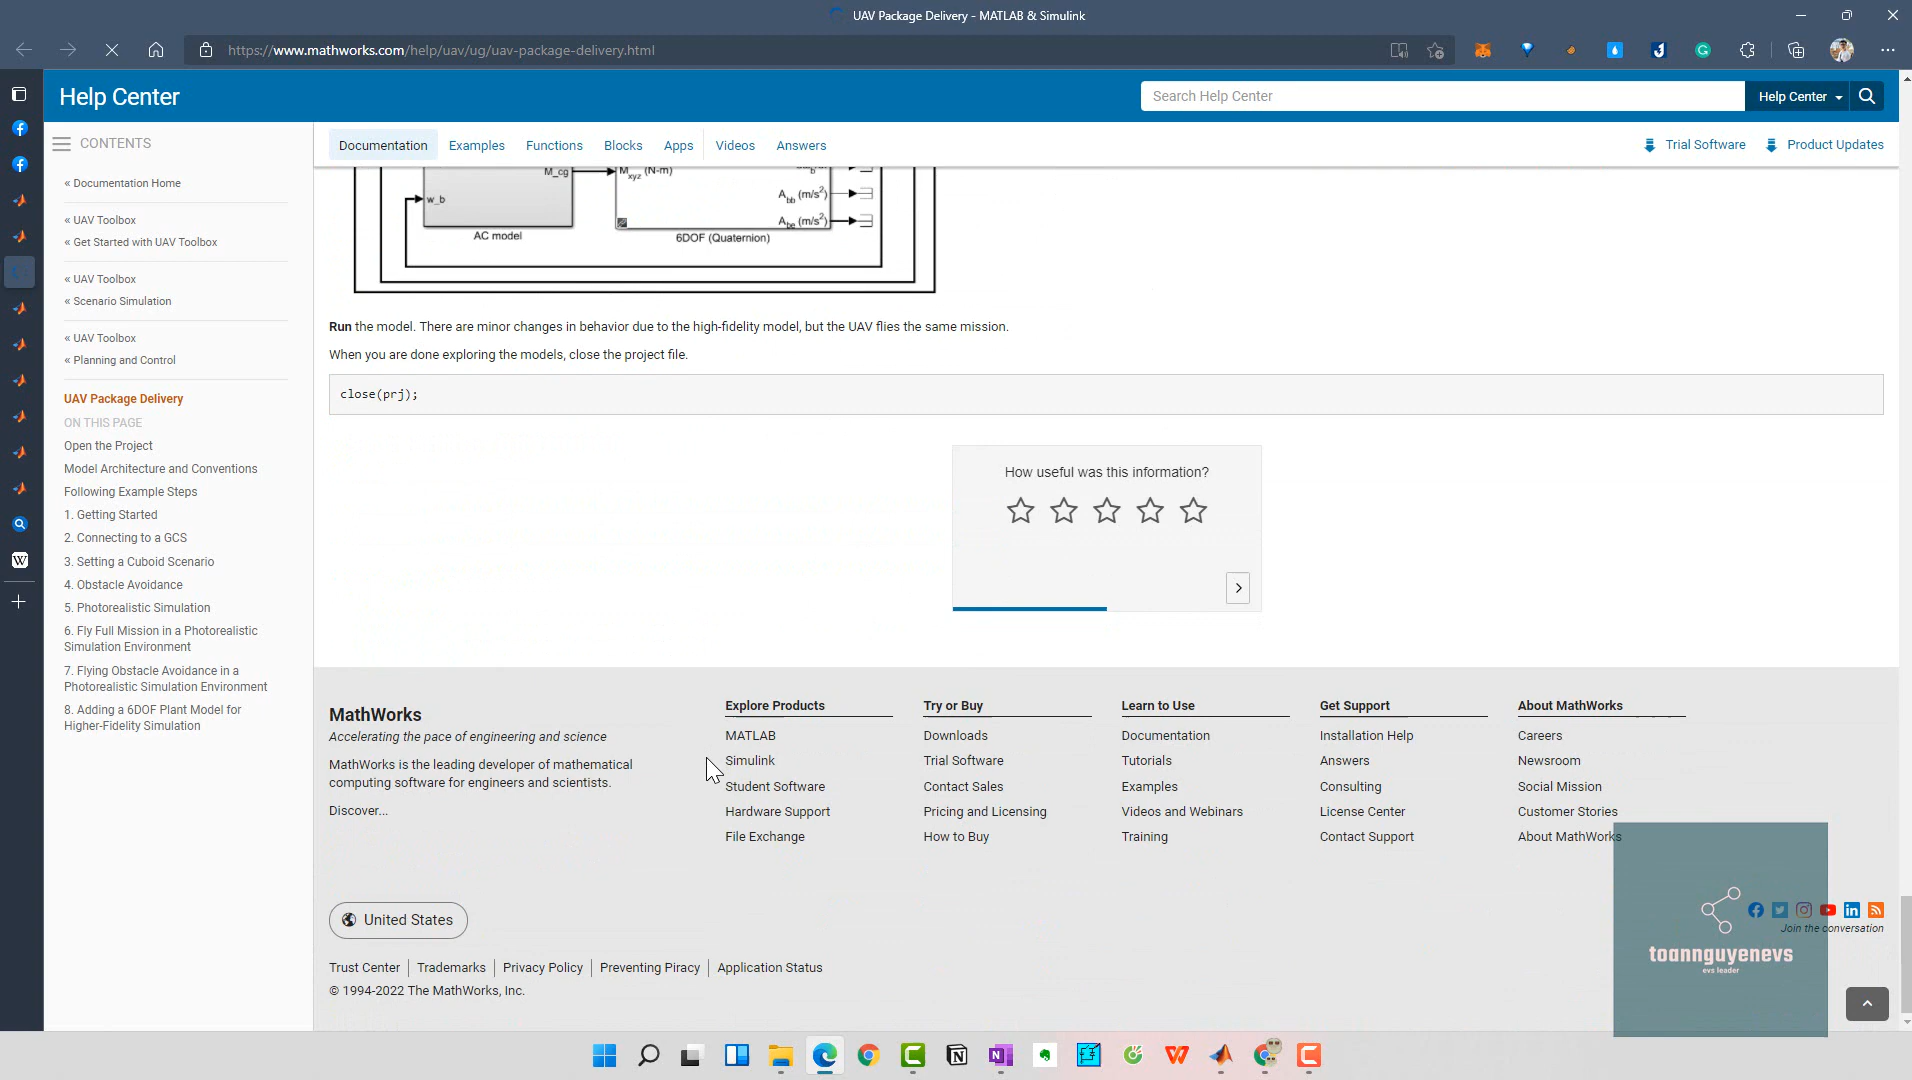 UAV Package Delivery - MATLAB & Simulink
https://www.mathworks.com/help/uav/ug/uav-package-delivery.html
Help Center
Search Help Center
Help Center
CONTENTS
Documentation
Examples
Functions
Blocks
Apps
Videos
Answers
Trial Software
Product Updates
« Documentation Home
« UAV Toolbox
« Get Started with UAV Toolbox
« UAV Toolbox
« Scenario Simulation
« UAV Toolbox
« Planning and Control
UAV Package Delivery
ON THIS PAGE
Open the Project
Model Architecture and Conventions
Following Example Steps
1. Getting Started
2. Connecting to a GCS
3. Setting a Cuboid Scenario
4. Obstacle Avoidance
5. Photorealistic Simulation
6. Fly Full Mission in a Photorealistic
Simulation Environment
7. Flying Obstacle Avoidance in a
Photorealistic Simulation Environment
8. Adding a 6DOF Plant Model for
Higher-Fidelity Simulation
M_cg
M_xyz (N-m)
w_b
A_bb (m/s²)
A_be (m/s²)
AC model
6DOF (Quaternion)
Run the model. There are minor changes in behavior due to the high-fidelity model, but the UAV flies the same mission.
When you are done exploring the models, close the project file.
close(prj);
How useful was this information?
MathWorks
Accelerating the pace of engineering and science
MathWorks is the leading developer of mathematical
computing software for engineers and scientists.
Discover...
Explore Products
MATLAB
Simulink
Student Software
Hardware Support
File Exchange
Try or Buy
Downloads
Trial Software
Contact Sales
Pricing and Licensing
How to Buy
Learn to Use
Documentation
Tutorials
Examples
Videos and Webinars
Training
Get Support
Installation Help
Answers
Consulting
License Center
Contact Support
About MathWorks
Careers
Newsroom
Social Mission
Customer Stories
About MathWorks
United States
Join the conversation
toannguyenevs
evs leader
Trust Center
Trademarks
Privacy Policy
Preventing Piracy
Application Status
© 1994-2022 The MathWorks, Inc.